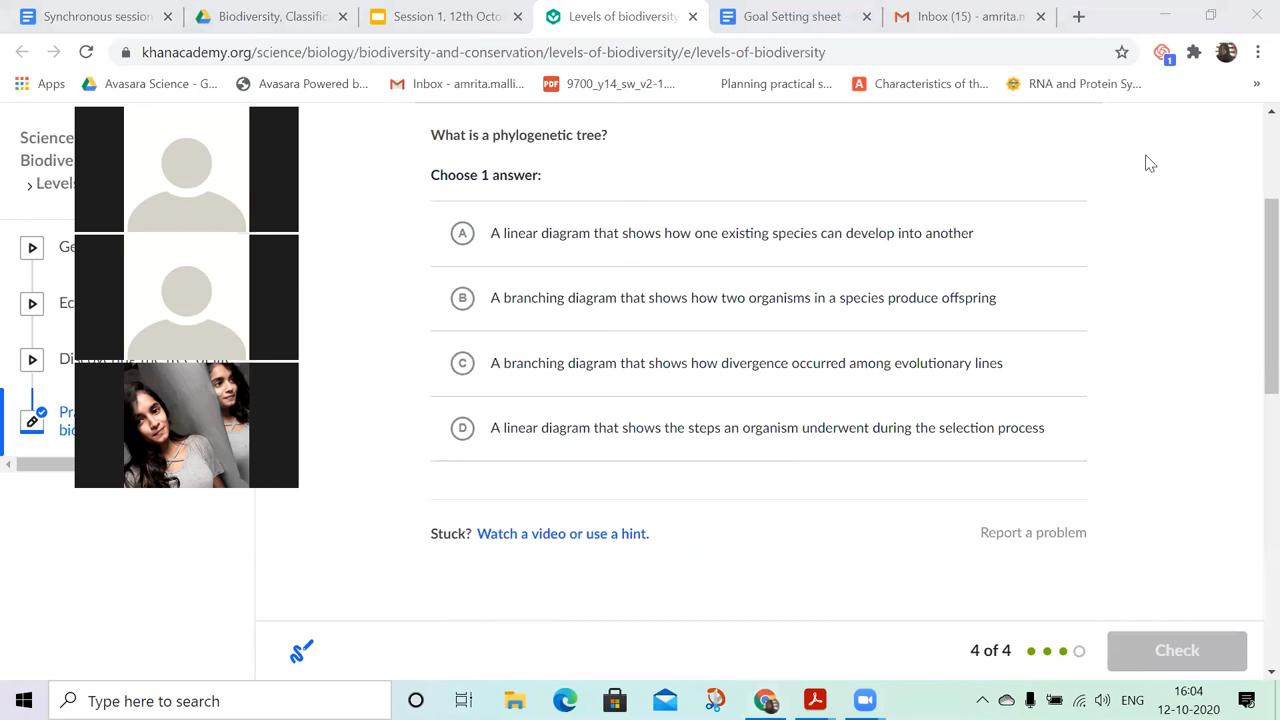 Synchronous session
Biodiversity, Classific
Session 1, 12th Octo
Levels of biodiversity
Goal Setting sheet
Inbox (15) - amrita.m
khanacademy.org/science/biology/biodiversity-and-conservation/levels-of-biodiversity/e/levels-of-biodiversity
Apps
Avasara Science - G...
Avasara Powered b...
Inbox - amrita.malli...
PDF
9700_y14_sw_v2-1....
Planning practical s...
A
Characteristics of th...
RNA and Protein Sy...
»
Science
Biodive
Levels
Ge
Ec
Pra
bio
What is a phylogenetic tree?
Choose 1 answer:
A
A linear diagram that shows how one existing species can develop into another
B
A branching diagram that shows how two organisms in a species produce offspring
C
A branching diagram that shows how divergence occurred among evolutionary lines
D
A linear diagram that shows the steps an organism underwent during the selection process
Stuck? Watch a video or use a hint.
Report a problem
4 of 4
Check
Type here to search
ENG
16:04
12-10-2020